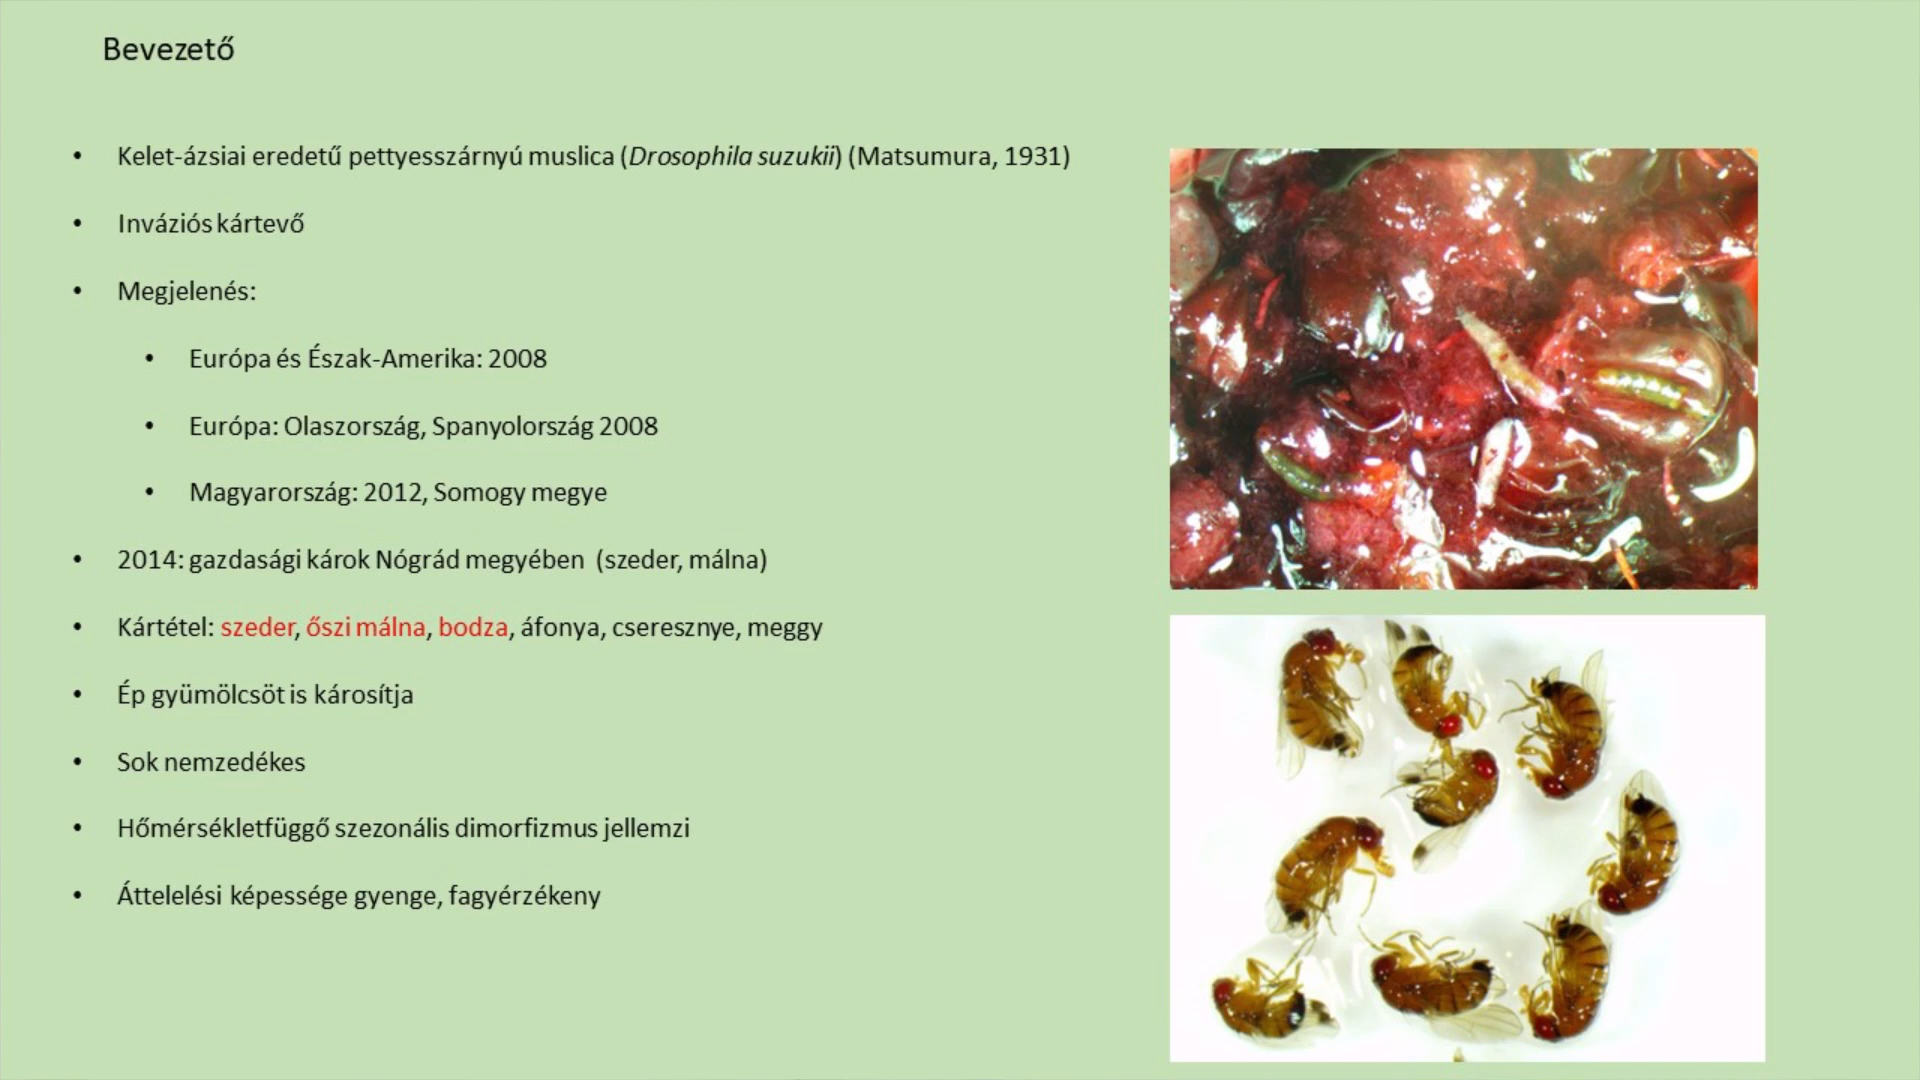 Bevezető
• Kelet-ázsiai eredetű pettyesszárnyú muslica (Drosophila suzukii) (Matsumura, 1931)
• Inváziós kártevő
• Megjelenés:
• Európa és Észak-Amerika: 2008
• Európa: Olaszország, Spanyolország 2008
• Magyarország: 2012, Somogy megye
• 2014: gazdasági károk Nógrád megyében (szeder, málna)
• Kártétel: szeder, őszi málna, bodza, áfonya, cseresznye, meggy
• Ép gyümölcsöt is károsítja
• Sok nemzedékes
• Hőmérsékletfüggő szezonális dimorfizmus jellemzi
• Áttelelési képessége gyenge, fagyérzékeny